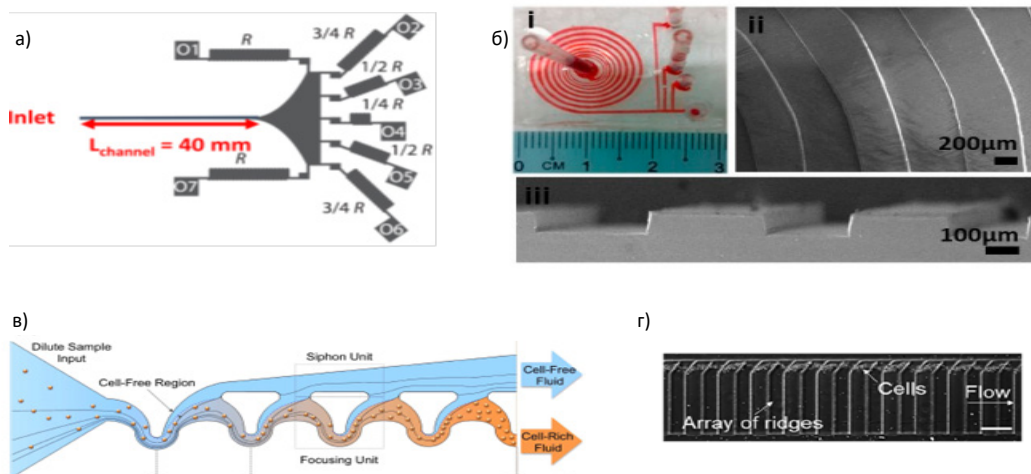 а)
O1
R
3/4 R
O2
1/2 R
O3
1/4 R
O4
Inlet
L channel = 40 mm
1/2 R
O5
R
O7
3/4 R
O6
б)
i
0 CM 1 2 3
ii
200µm
iii
100µm
в)
Dilute Sample
Input
Cell-Free Region
Siphon Unit
Cell-Free
Fluid
Cell-Rich
Fluid
Focusing Unit
г)
Cells
Flow
Array of ridges